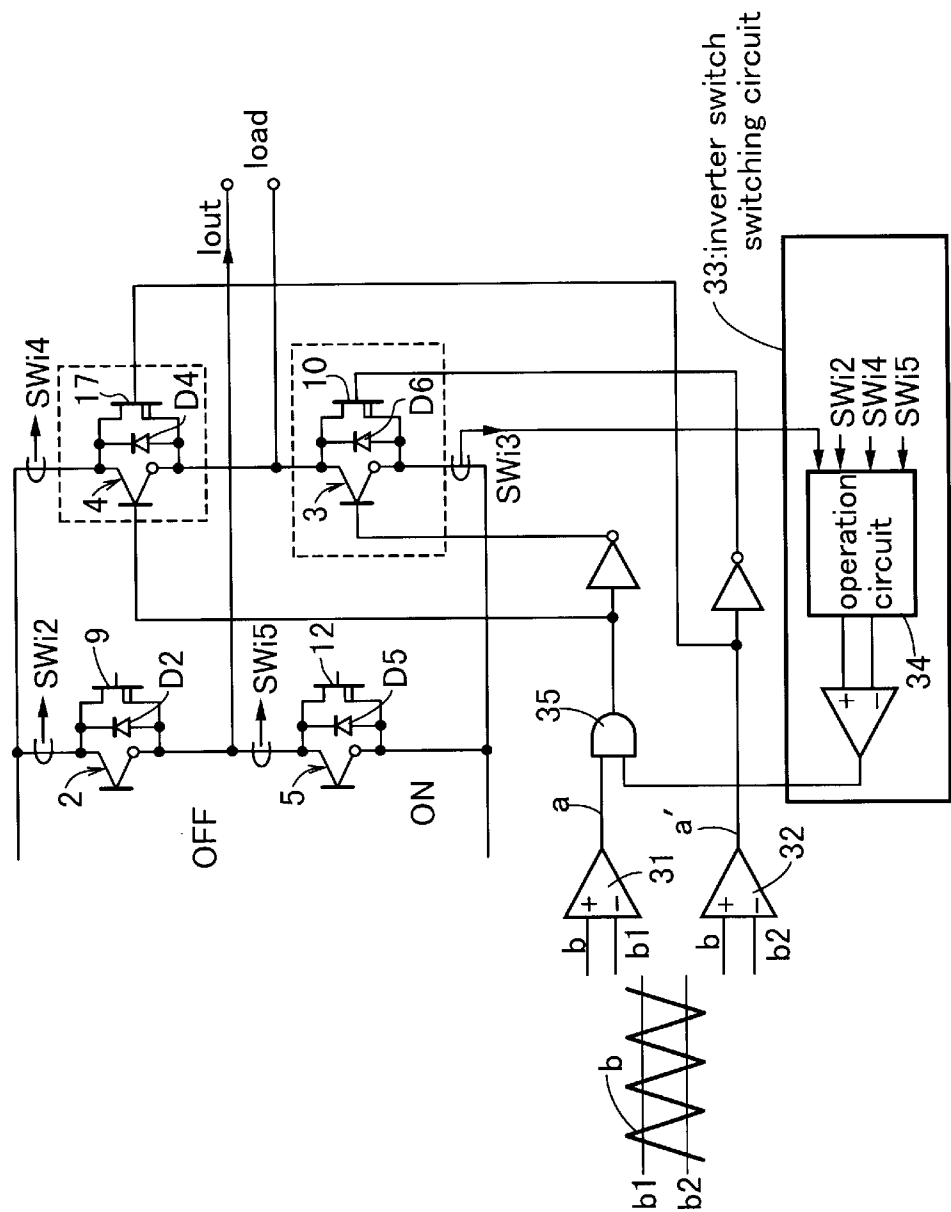 SWi2
2
9
D2
OFF
SWi4
4
17
D4
Iout
load
SWi5
5
12
D5
ON
3
10
D6
SWi3
b
b1
b2
b
b1
+
−
31
a
35
b
b2
+
−
32
a′
33:inverter switch
switching circuit
+
−
operation
circuit
34
SWi2
SWi4
SWi5